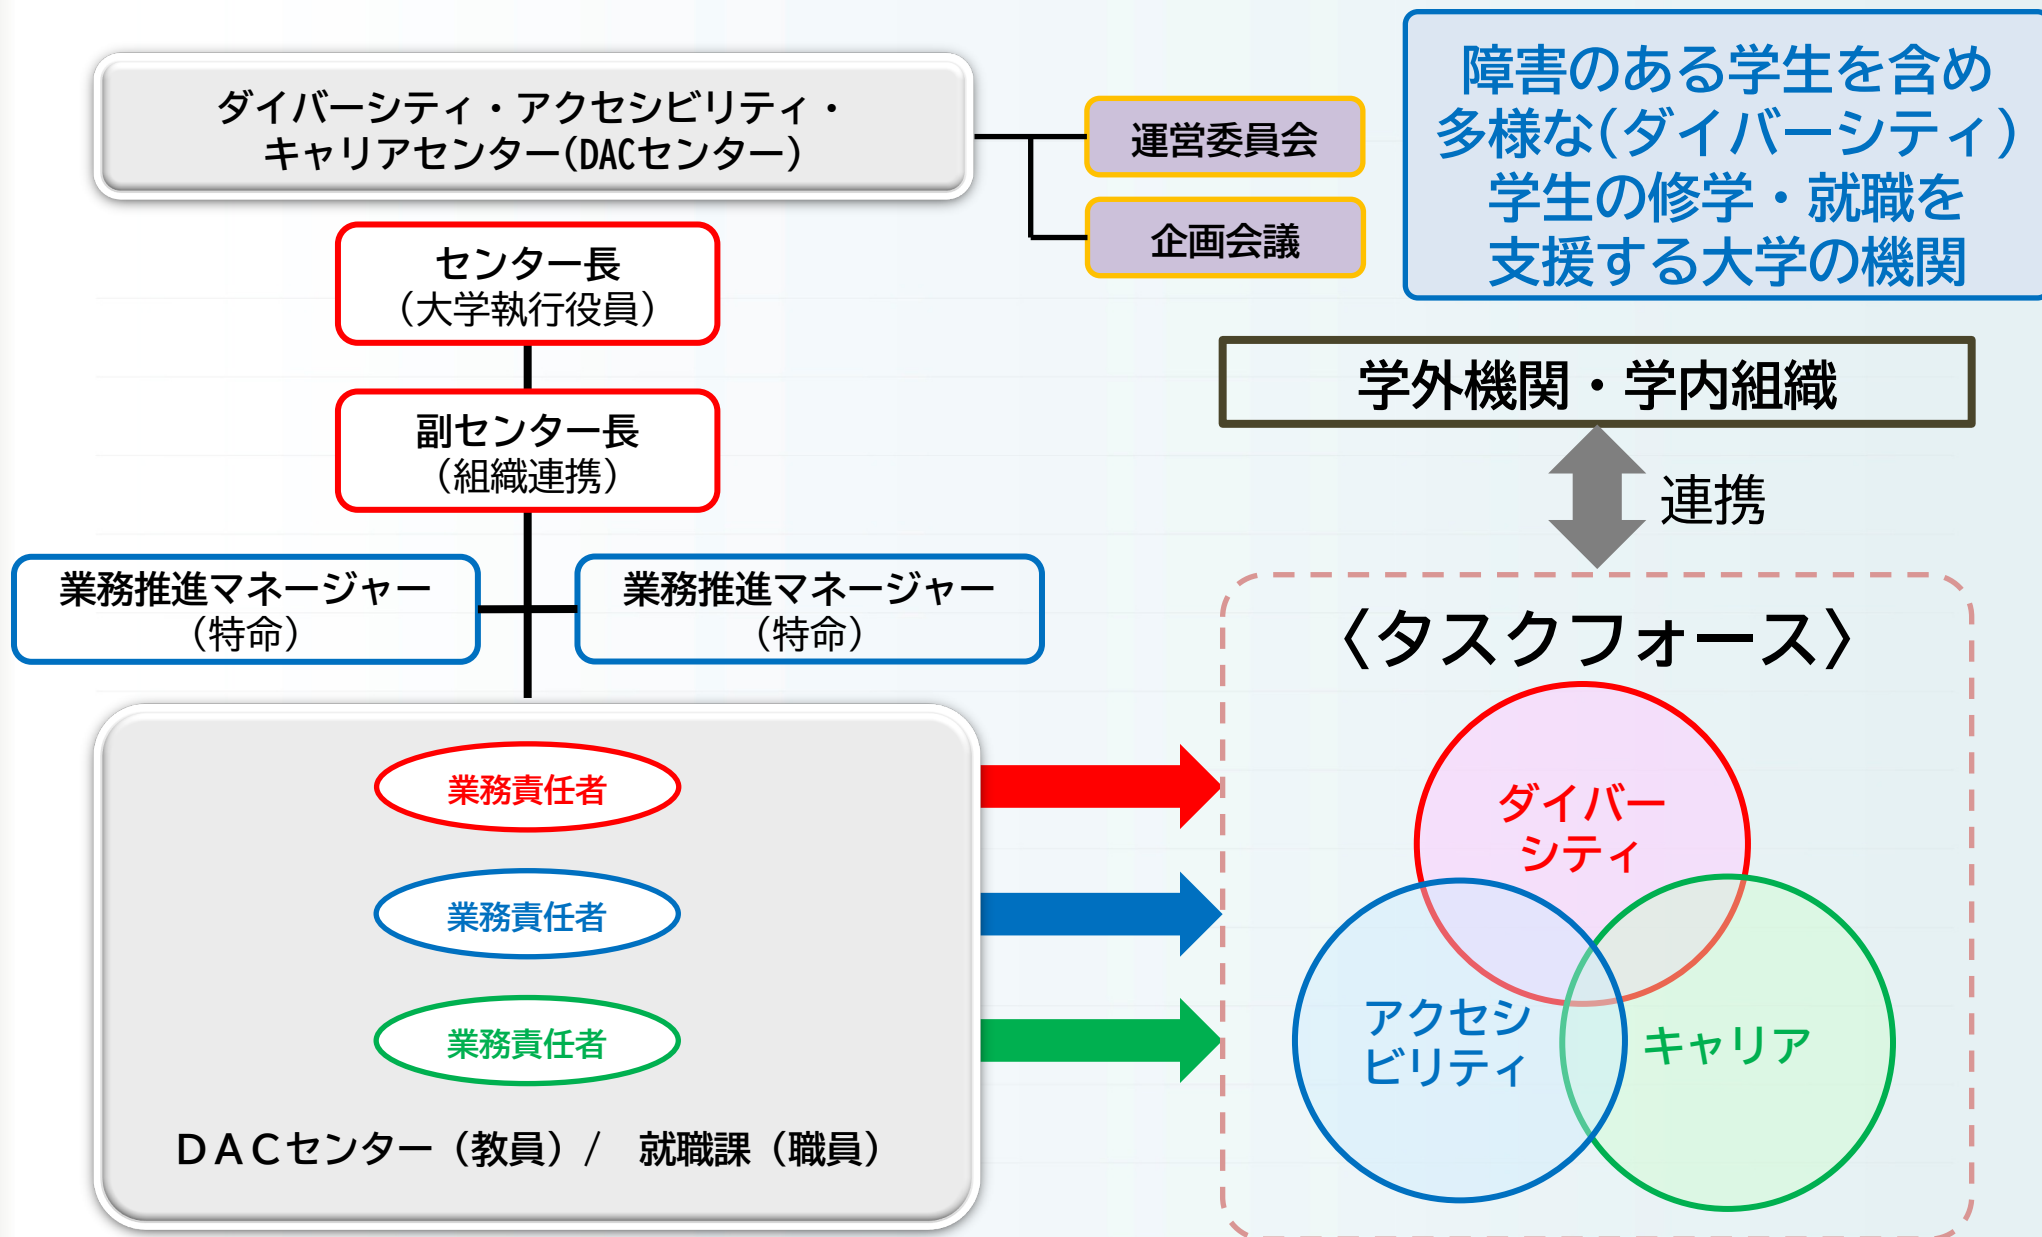 ダイバーシティ・アクセシビリティ・
キャリアセンター(DACセンター)
運営委員会
企画会議
障害のある学生を含め
多様な(ダイバーシティ)
学生の修学・就職を
支援する大学の機関
センター長
(大学執行役員)
副センター長
(組織連携)
業務推進マネージャー
(特命)
業務推進マネージャー
(特命)
業務責任者
業務責任者
業務責任者
DACセンター(教員)/ 就職課(職員)
学外機関・学内組織
連携
〈タスクフォース〉
ダイバー
シティ
アクセシ
ビリティ
キャリア